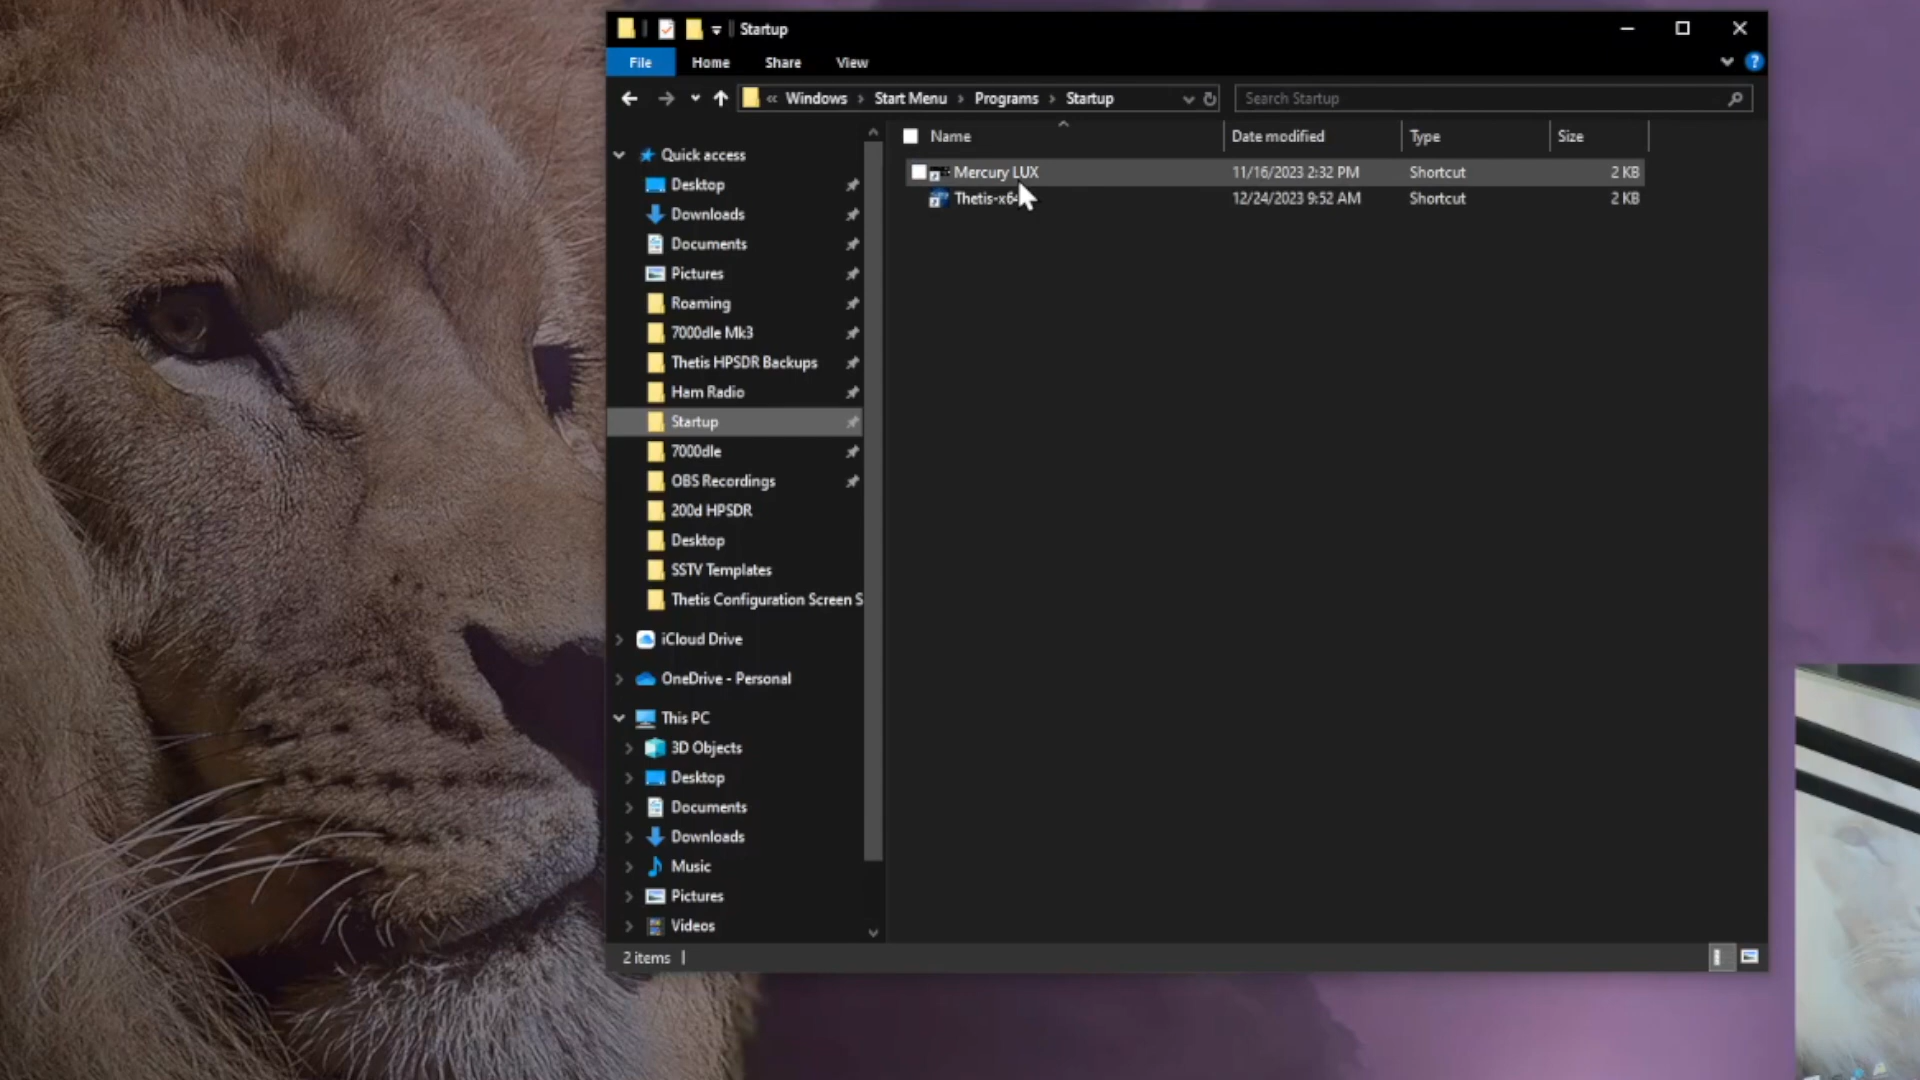 Startup
File Home Share View
« Windows › Start Menu › Programs › Startup Search Startup
Name Date modified Type Size
Mercury LUX 11/16/2023 2:32 PM Shortcut 2 KB
Thetis-x64 12/24/2023 9:52 AM Shortcut 2 KB
Quick access
Desktop
Downloads
Documents
Pictures
Roaming
7000dle Mk3
Thetis HPSDR Backups
Ham Radio
Startup
7000dle
OBS Recordings
200d HPSDR
Desktop
SSTV Templates
Thetis Configuration Screen S
iCloud Drive
OneDrive - Personal
This PC
3D Objects
Desktop
Documents
Downloads
Music
Pictures
Videos
2 items